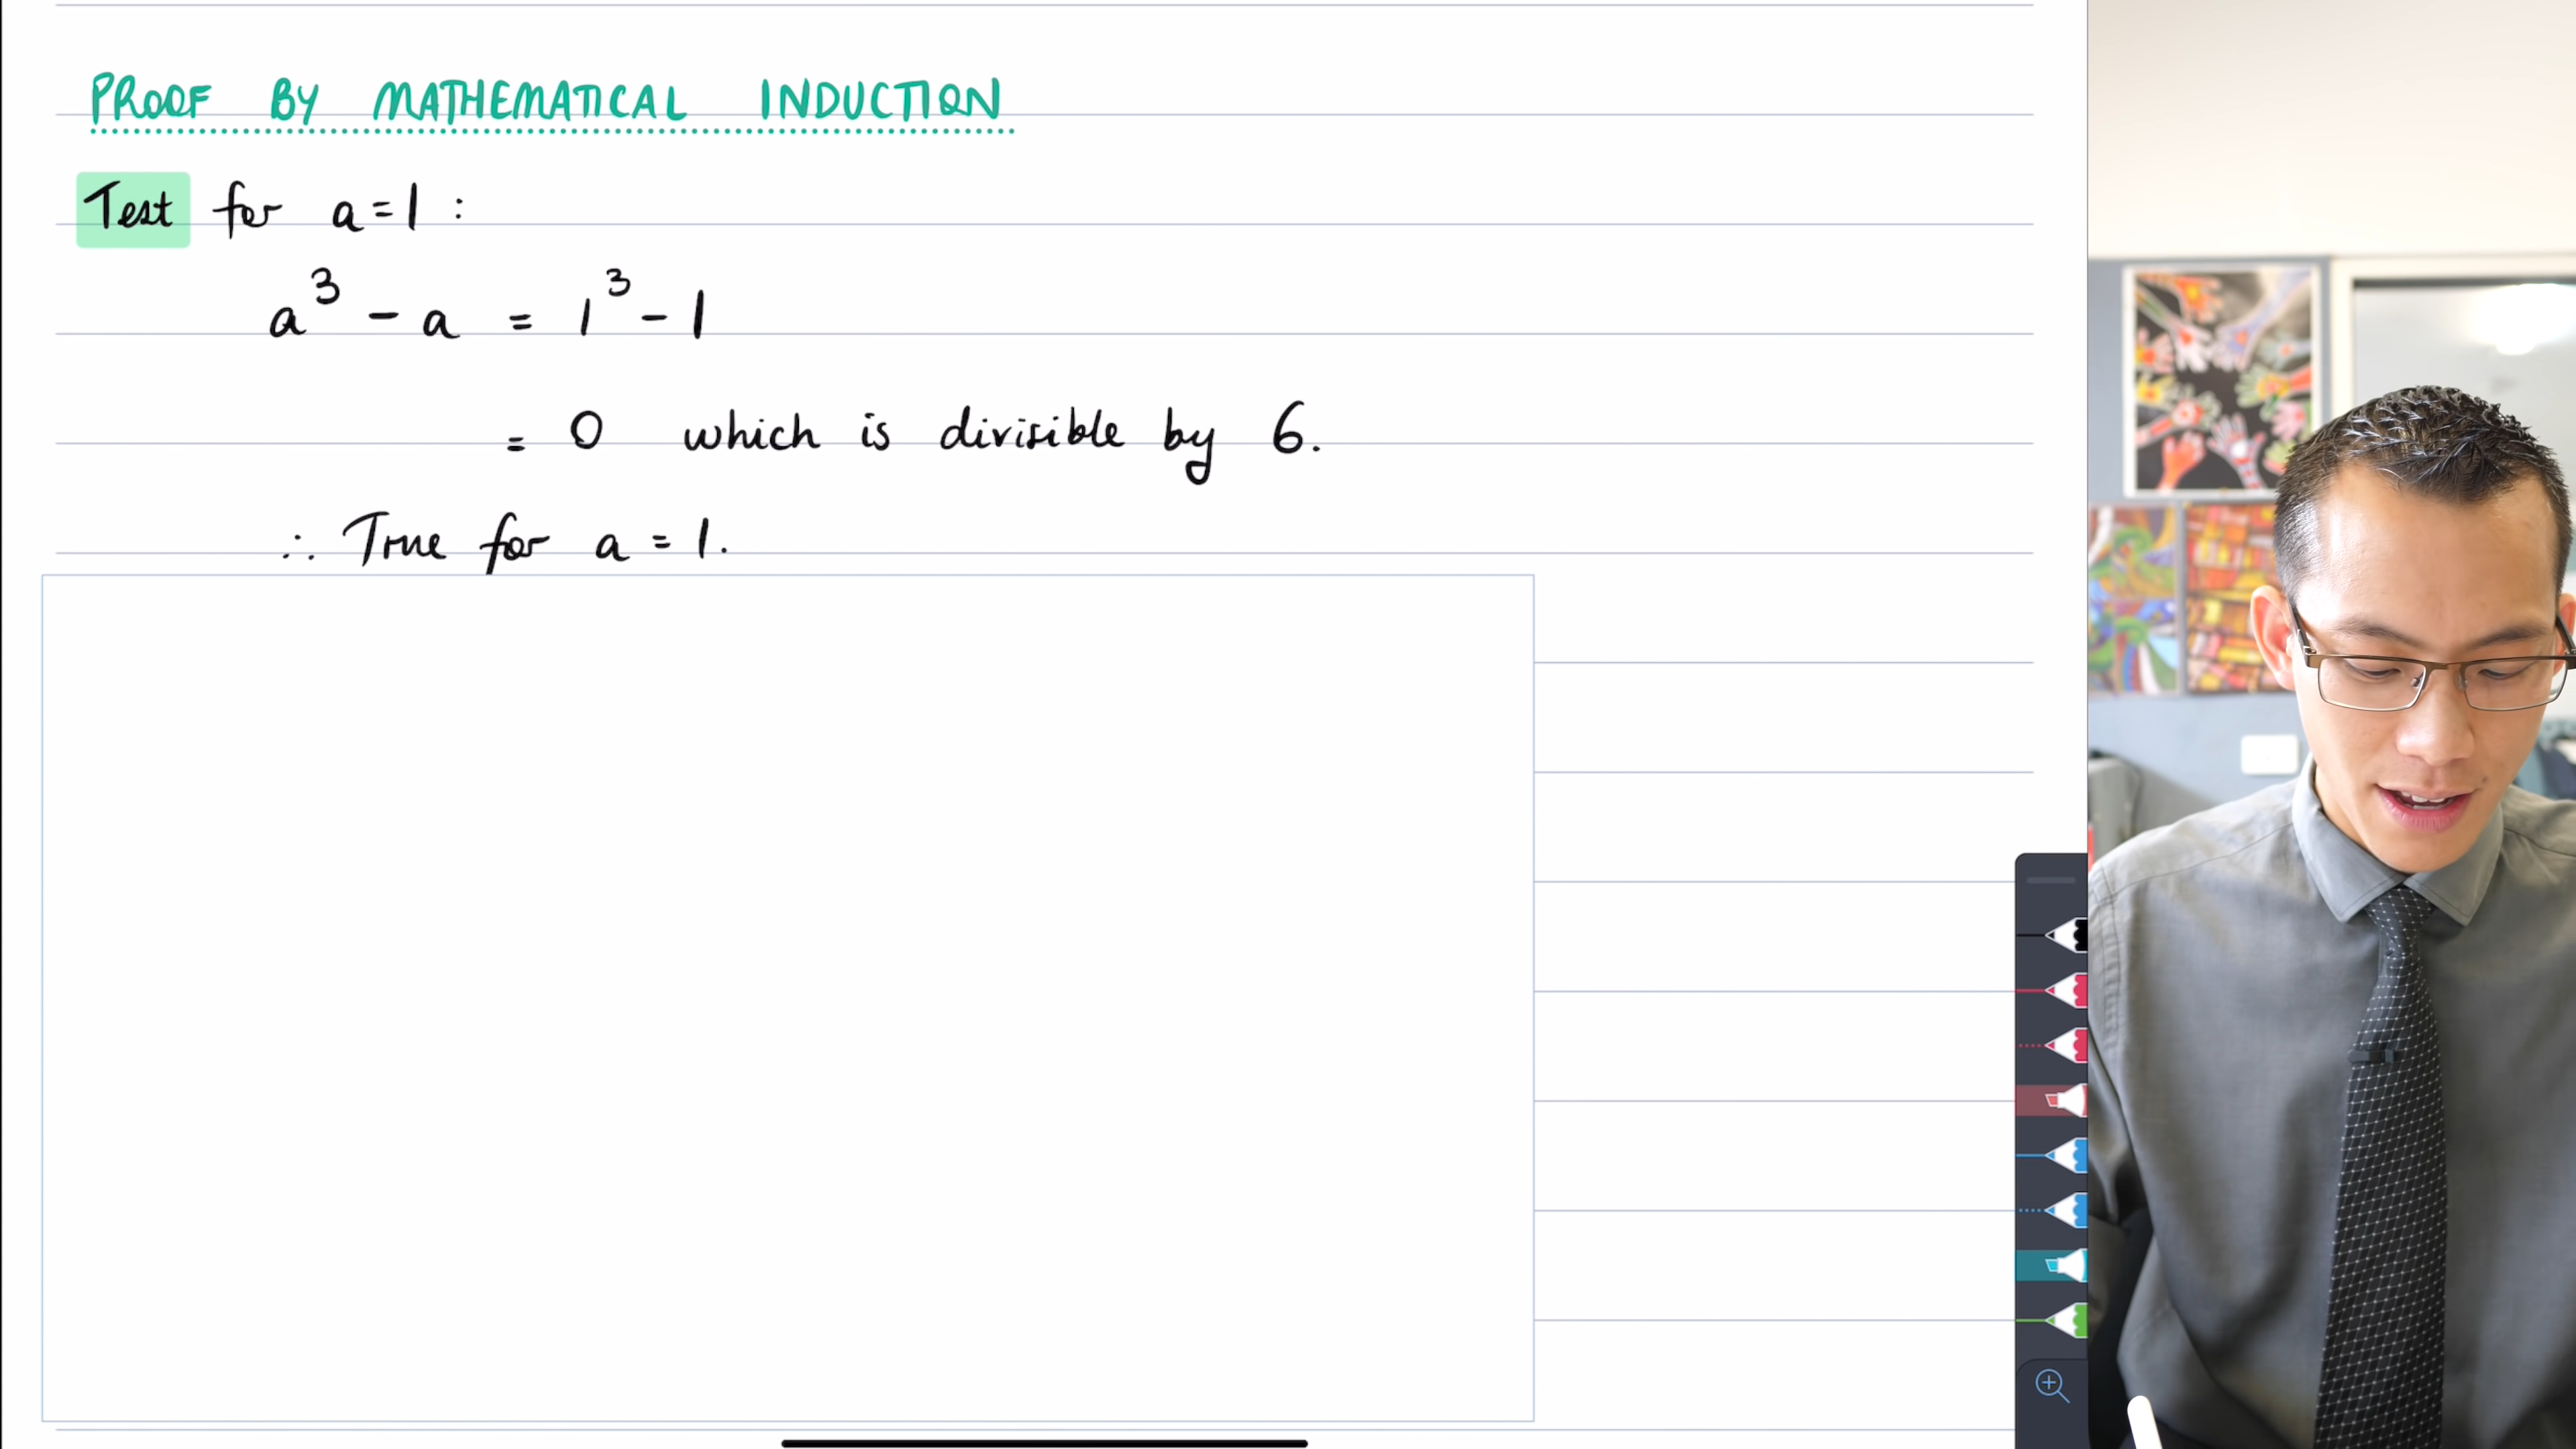 PROOF BY MATHEMATICAL INDUCTION
Test for a=1 :
a³ - a = 1³ - 1
= 0 which is divisible by 6.
∴ True for a = 1.